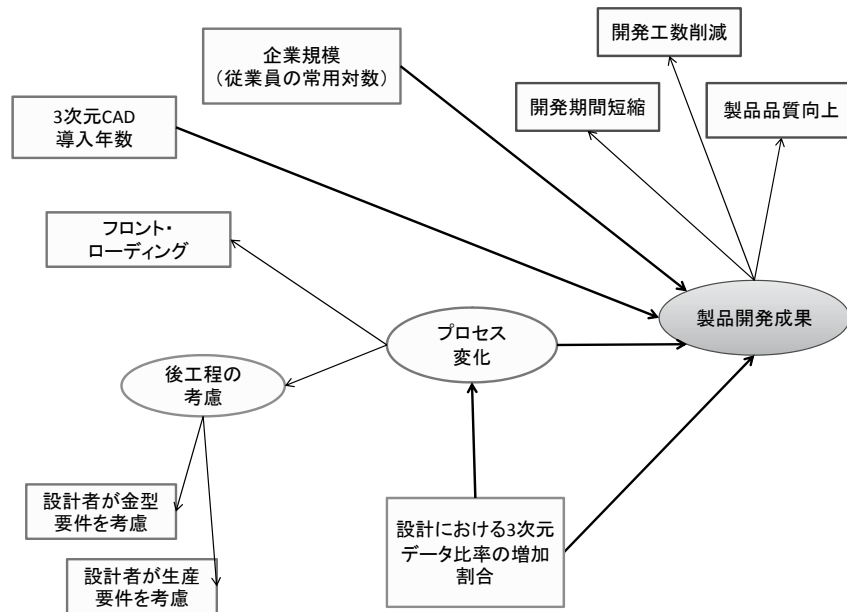 開発工数削減
企業規模
（従業員の常用対数）
開発期間短縮
製品品質向上
3次元CAD
導入年数
フロント・
ローディング
製品開発成果
プロセス
変化
後工程の
考慮
設計者が金型
要件を考慮
設計における3次元
データ比率の増加
割合
設計者が生産
要件を考慮